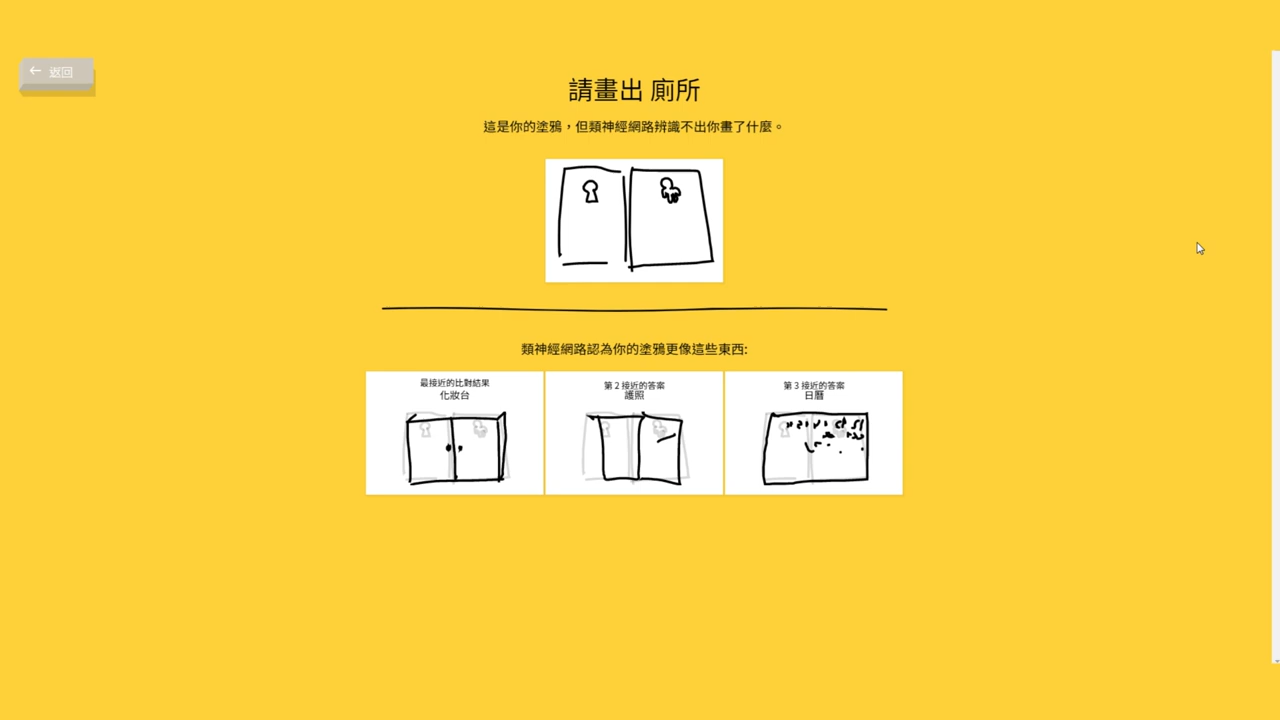 返回
請畫出 廁所
這是你的塗鴉，但類神經網路辨識不出你畫了什麼。
類神經網路認為你的塗鴉更像這些東西:
最接近的比對結果
化妝台
第 2 接近的答案
護照
第 3 接近的答案
日曆